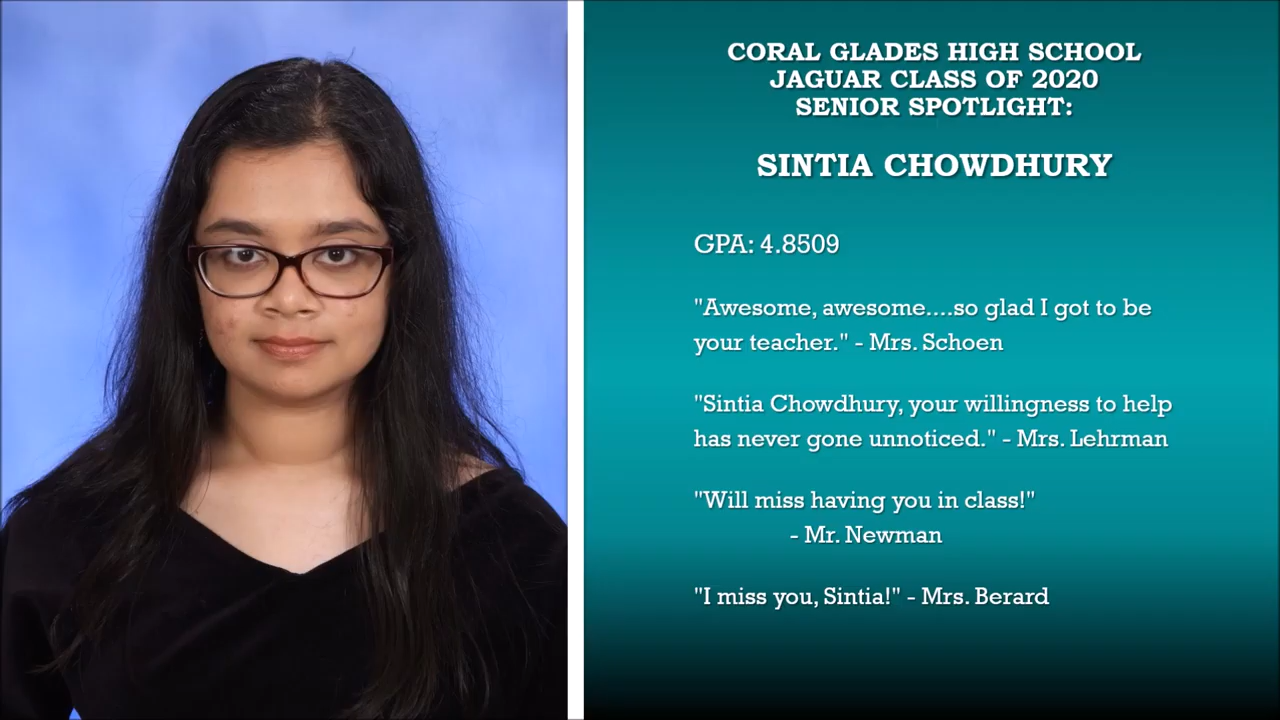 CORAL GLADES HIGH SCHOOL
JAGUAR CLASS OF 2020
SENIOR SPOTLIGHT:
SINTIA CHOWDHURY
GPA: 4.8509
"Awesome, awesome....so glad I got to be
your teacher." - Mrs. Schoen
"Sintia Chowdhury, your willingness to help
has never gone unnoticed." - Mrs. Lehrman
"Will miss having you in class!"
- Mr. Newman
"I miss you, Sintia!" - Mrs. Berard